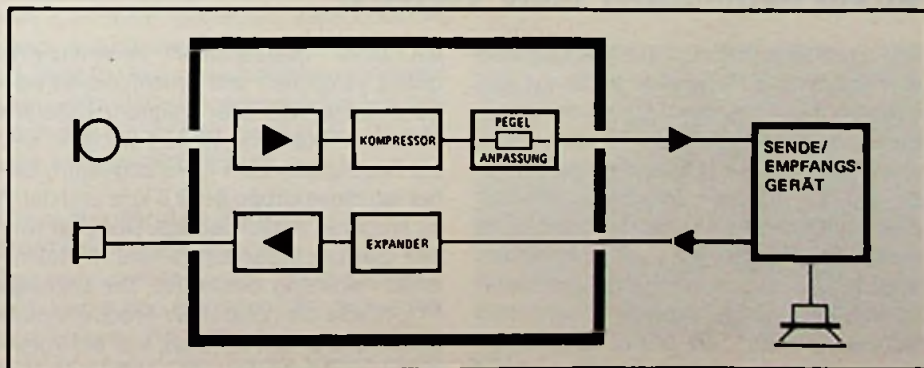 KOMPRESSOR
PEGEL
ANPASSUNG
SENDE/
EMPFANGS-
GERÄT
EXPANDER